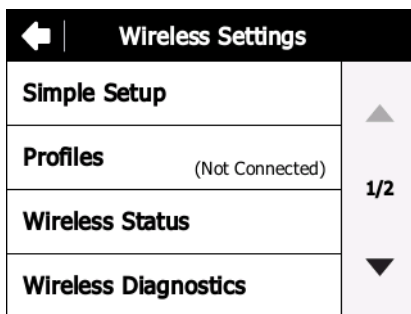 Wireless Settings
Simple Setup
Profiles
(Not Connected)
1/2
Wireless Status
Wireless Diagnostics